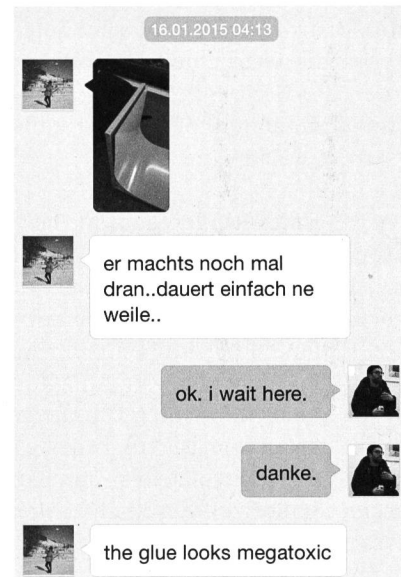 16.01.2015 04:13
er machts noch mal
dran..dauert einfach ne
weile..
ok. i wait here.
danke.
the glue looks megatoxic